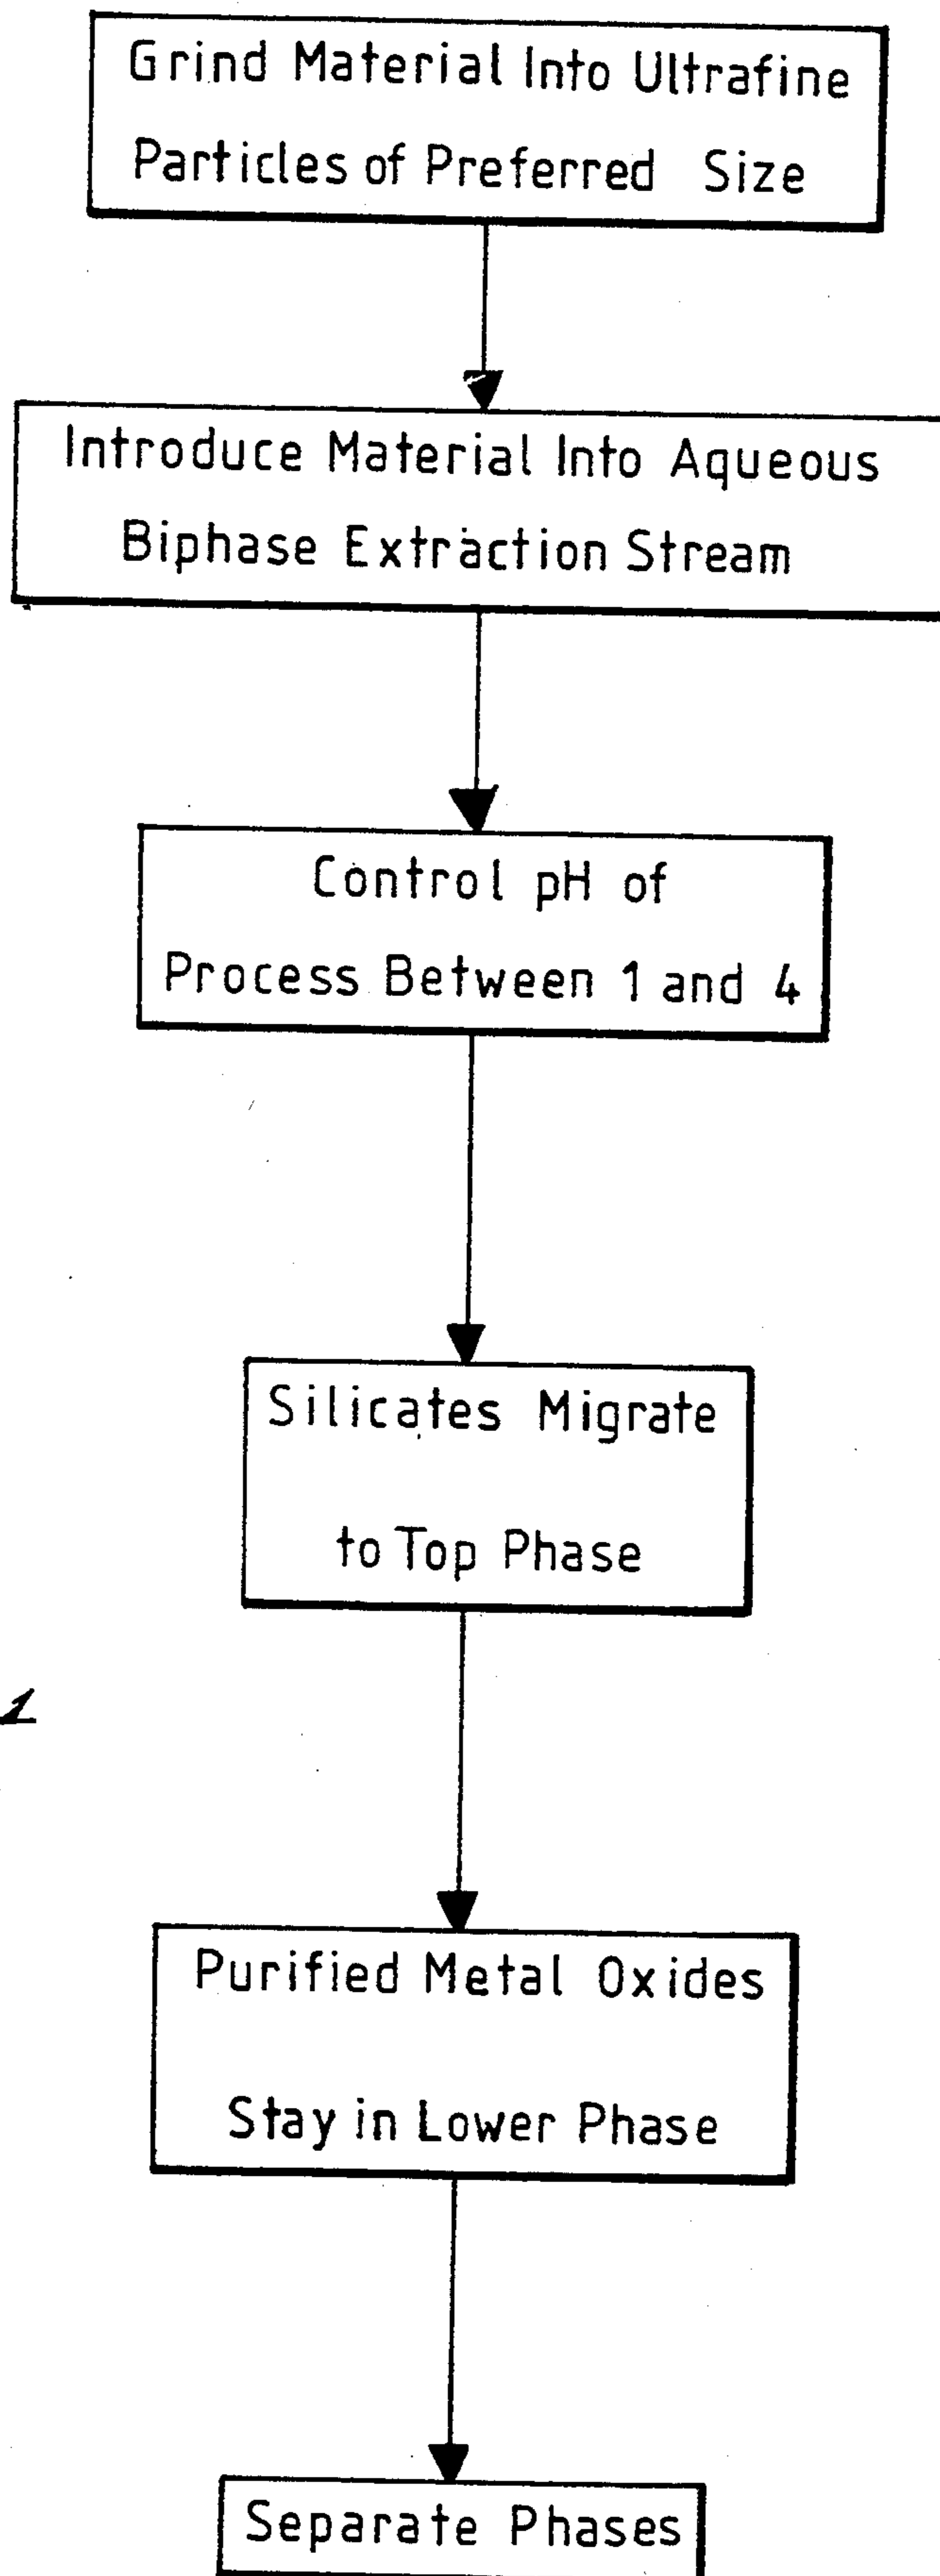 Grind Material Into Ultrafine
Particles of Preferred Size
Introduce Material Into Aqueous
Biphase Extraction Stream
Control pH of
Process Between 1 and 4
Silicates Migrate
to Top Phase
1
Purified Metal Oxides
Stay in Lower Phase
Separate Phases